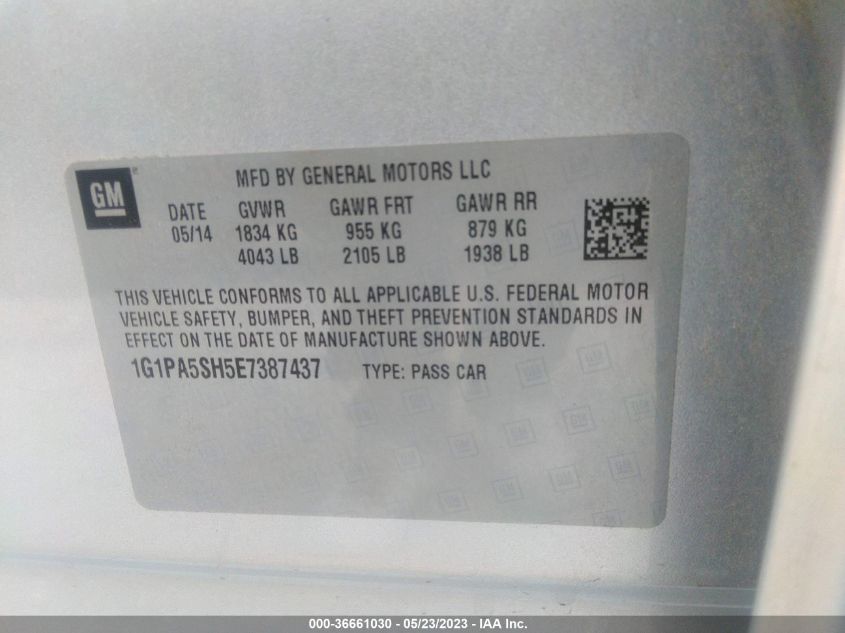 GM
MFD BY GENERAL MOTORS LLC
DATE GVWR GAWR FRT GAWR RR
05/14 1834 KG 955 KG 879 KG
4043 LB 2105 LB 1938 LB
THIS VEHICLE CONFORMS TO ALL APPLICABLE U.S. FEDERAL MOTOR
VEHICLE SAFETY, BUMPER, AND THEFT PREVENTION STANDARDS IN
EFFECT ON THE DATE OF MANUFACTURE SHOWN ABOVE.
1G1PA5SH5E7387437 TYPE: PASS CAR
000-36661030 - 05/23/2023 - IAA Inc.